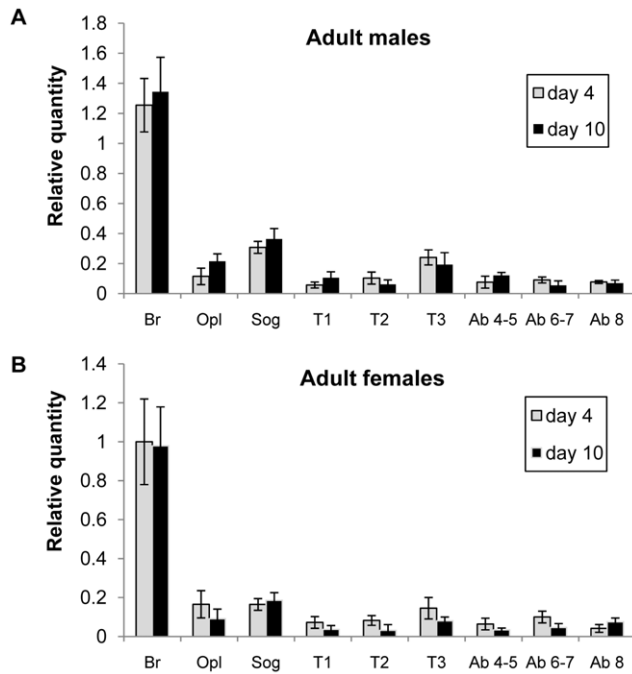 A
Adult males
Relative quantity
1.8
1.6
1.4
1.2
1
0.8
0.6
0.4
0.2
0
day 4
day 10
Br Opl Sog T1 T2 T3 Ab 4-5 Ab 6-7 Ab 8
B
Adult females
Relative quantity
1.4
1.2
1
0.8
0.6
0.4
0.2
0
day 4
day 10
Br Opl Sog T1 T2 T3 Ab 4-5 Ab 6-7 Ab 8